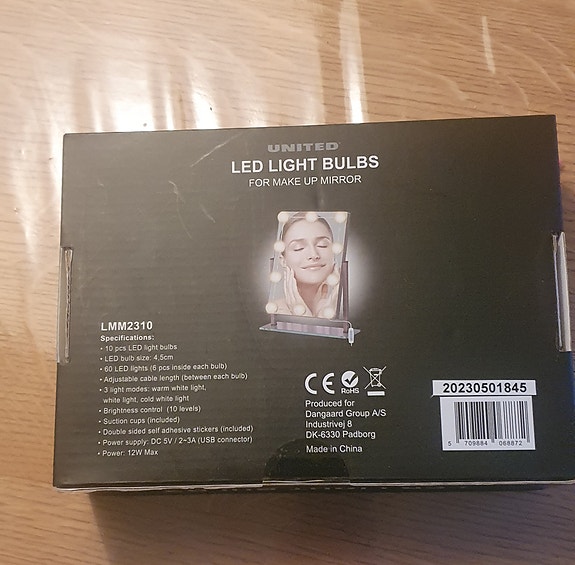 UNITED
LED LIGHT BULBS
FOR MAKE UP MIRROR
LMM2310
Specifications:
• 10 pcs LED light bulbs
• LED bulb size: 4,5cm
• 60 LED lights (6 pcs inside each bulb)
• Adjustable cable length (between each bulb)
• 3 light modes: warm white light,
white light, cold white light
• Brightness control (10 levels)
• Suction cups (included)
• Double sided self adhesive stickers (included)
• Power supply: DC 5V / 2~3A (USB connector)
• Power: 12W Max
CE
RoHS
Produced for
Dangaard Group A/S
Industrivej 8
DK-6330 Padborg
Made in China
20230501845
5 709884 068872